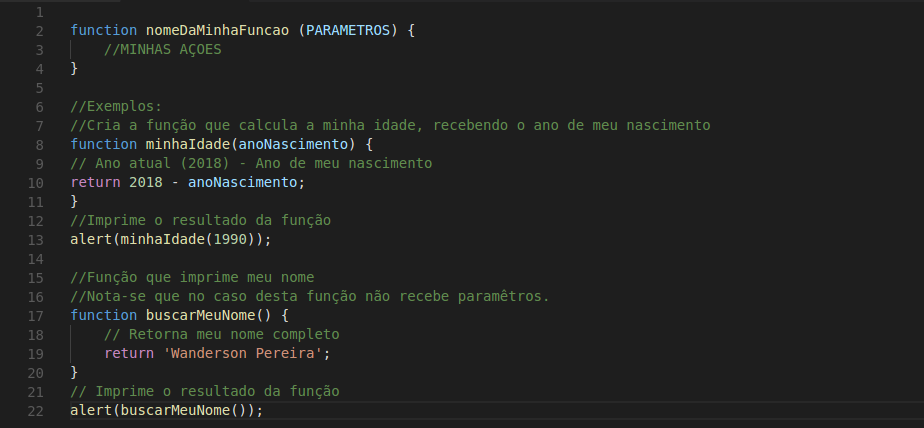 1
2 function nomeDaMinhaFuncao (PARAMETROS) {
3 //MINHAS AÇOES
4 }
5
6 //Exemplos:
7 //Cria a função que calcula a minha idade, recebendo o ano de meu nascimento
8 function minhaIdade(anoNascimento) {
9 // Ano atual (2018) - Ano de meu nascimento
10 return 2018 - anoNascimento;
11 }
12 //Imprime o resultado da função
13 alert(minhaIdade(1990));
14
15 //Função que imprime meu nome
16 //Nota-se que no caso desta função não recebe paramêtros.
17 function buscarMeuNome() {
18 // Retorna meu nome completo
19 return 'Wanderson Pereira';
20 }
21 // Imprime o resultado da função
22 alert(buscarMeuNome());